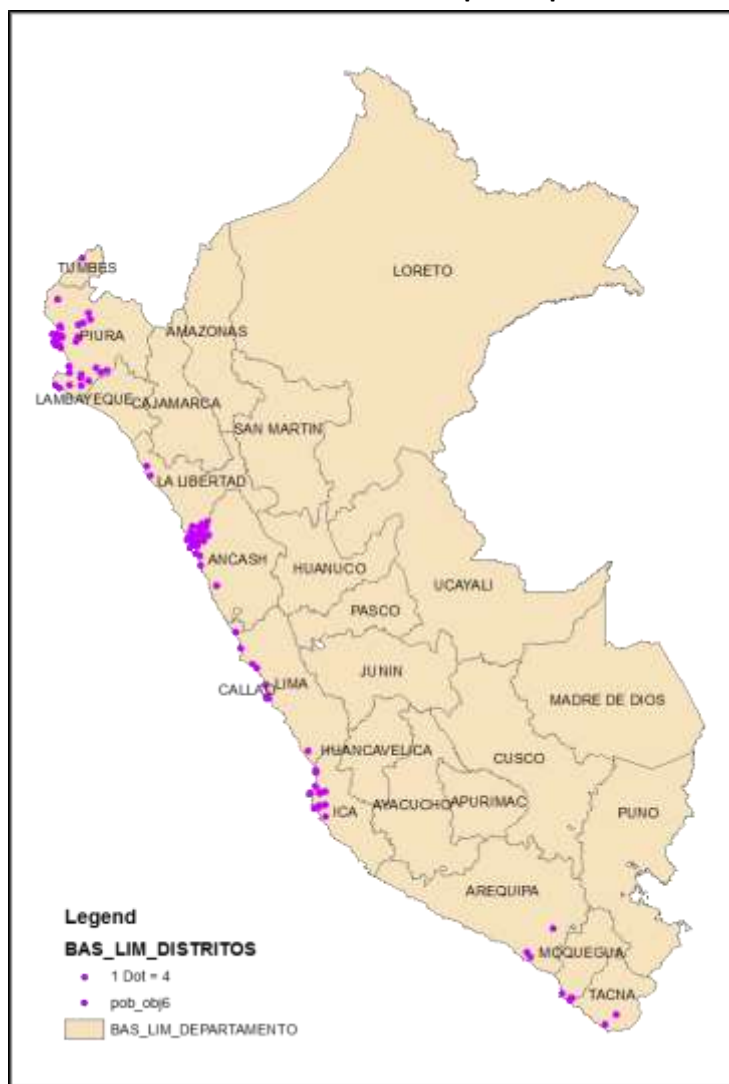 LORETO
TUMBES
AMAZONAS
PIURA
LAMBAYEQUE
CAJAMARCA
SAN MARTIN
LA LIBERTAD
ANCASH
HUANUCO
UCAYALI
PASCO
JUNIN
LIMA
CALLAO
MADRE DE DIOS
HUANCAVELICA
CUSCO
AYACUCHO
APURIMAC
ICA
PUNO
AREQUIPA
MOQUEGUA
TACNA
Legend
BAS_LIM_DISTRITOS
1 Dot = 4
pob_obj6
BAS_LIM_DEPARTAMENTO